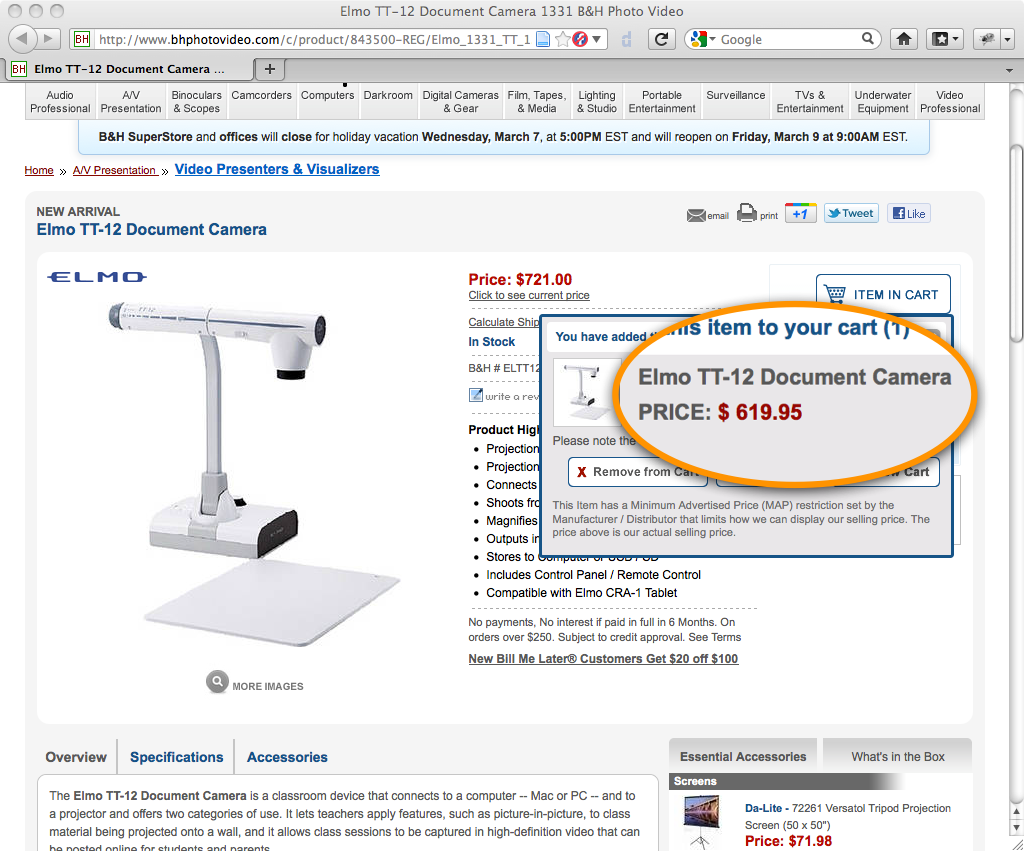 Elmo TT-12 Document Camera 1331 B&H Photo Video
BH http://www.bhphotovideo.com/c/product/843500-REG/Elmo_1331_TT_1
Google
BH Elmo TT-12 Document Camera ...
Audio Professional
A/V Presentation
Binoculars & Scopes
Camcorders
Computers
Darkroom
Digital Cameras & Gear
Film, Tapes, & Media
Lighting & Studio
Portable Entertainment
Surveillance
TVs & Entertainment
Underwater Equipment
Video Professional
B&H SuperStore and offices will close for holiday vacation Wednesday, March 7, at 5:00PM EST and will reopen on Friday, March 9 at 9:00AM EST.
Home » A/V Presentation » Video Presenters & Visualizers
NEW ARRIVAL
Elmo TT-12 Document Camera
email print +1 Tweet Like
ELMO
Price: $721.00
Click to see current price
ITEM IN CART
Calculate Ship
In Stock
B&H # ELTT12
write a rev
You have added
this item to your cart (1)
Elmo TT-12 Document Camera
PRICE: $ 619.95
Please note the
X Remove from Car
Cart
This Item has a Minimum Advertised Price (MAP) restriction set by the
Manufacturer / Distributor that limits how we can display our selling price. The
price above is our actual selling price.
Product High
• Projection
• Projection
• Connects
• Shoots fro
• Magnifies
• Outputs in
• Stores to Computer or USB / SD
• Includes Control Panel / Remote Control
• Compatible with Elmo CRA-1 Tablet
No payments, No interest if paid in full in 6 Months. On
orders over $250. Subject to credit approval. See Terms
New Bill Me Later® Customers Get $20 off $100
MORE IMAGES
Overview
Specifications
Accessories
The Elmo TT-12 Document Camera is a classroom device that connects to a computer -- Mac or PC -- and to
a projector and offers two categories of use. It lets teachers apply features, such as picture-in-picture, to class
material being projected onto a wall, and it allows class sessions to be captured in high-definition video that can
be posted online for students and parents.
Essential Accessories
What's in the Box
Screens
Da-Lite - 72261 Versatol Tripod Projection
Screen (50 x 50")
Price: $71.98